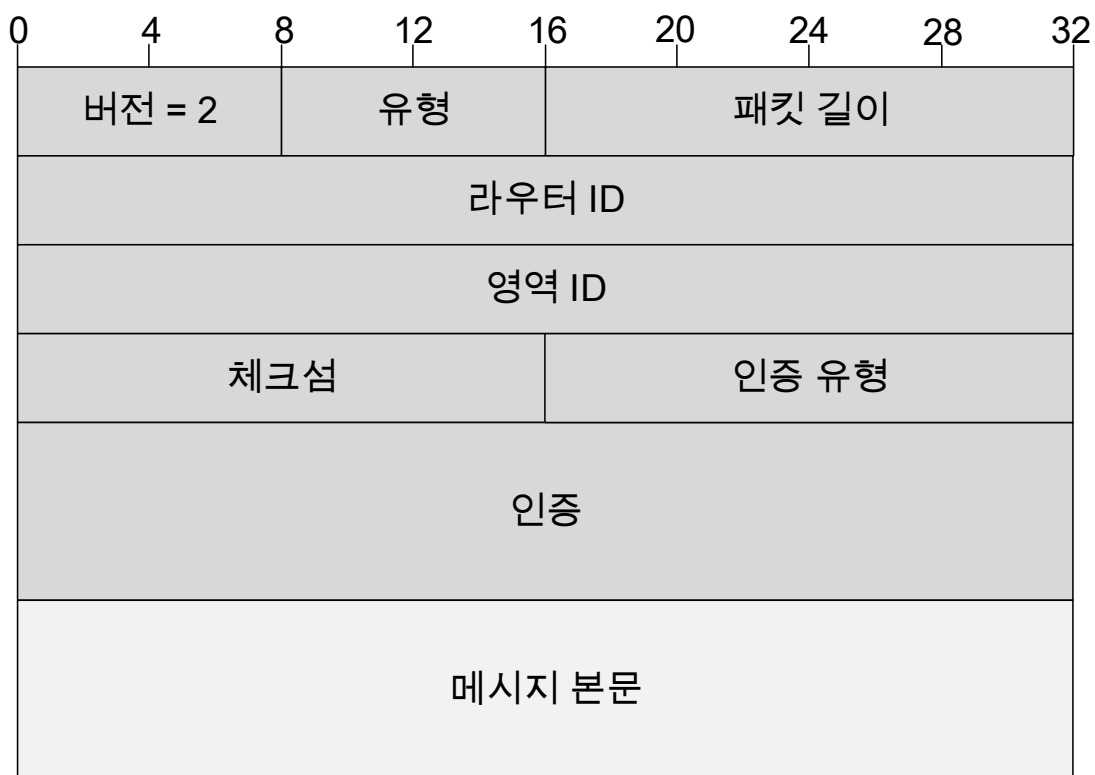 0 4 8 12 16 20 24 28 32
버전 = 2 유형 패킷 길이
라우터 ID
영역 ID
체크섬 인증 유형
인증
메시지 본문